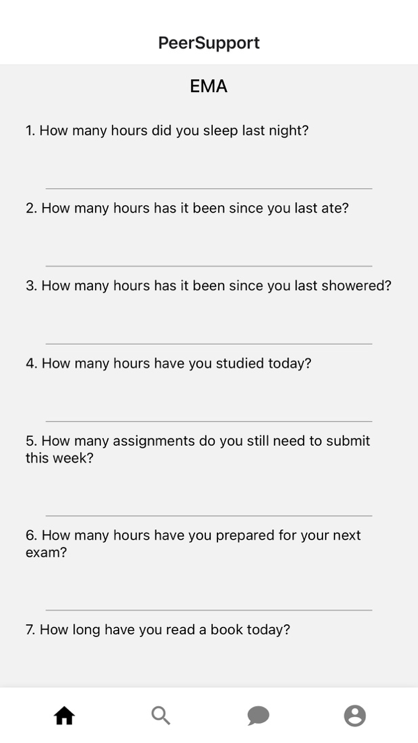 PeerSupport
EMA
1. How many hours did you sleep last night?
2. How many hours has it been since you last ate?
3. How many hours has it been since you last showered?
4. How many hours have you studied today?
5. How many assignments do you still need to submit
this week?
6. How many hours have you prepared for your next
exam?
7. How long have you read a book today?